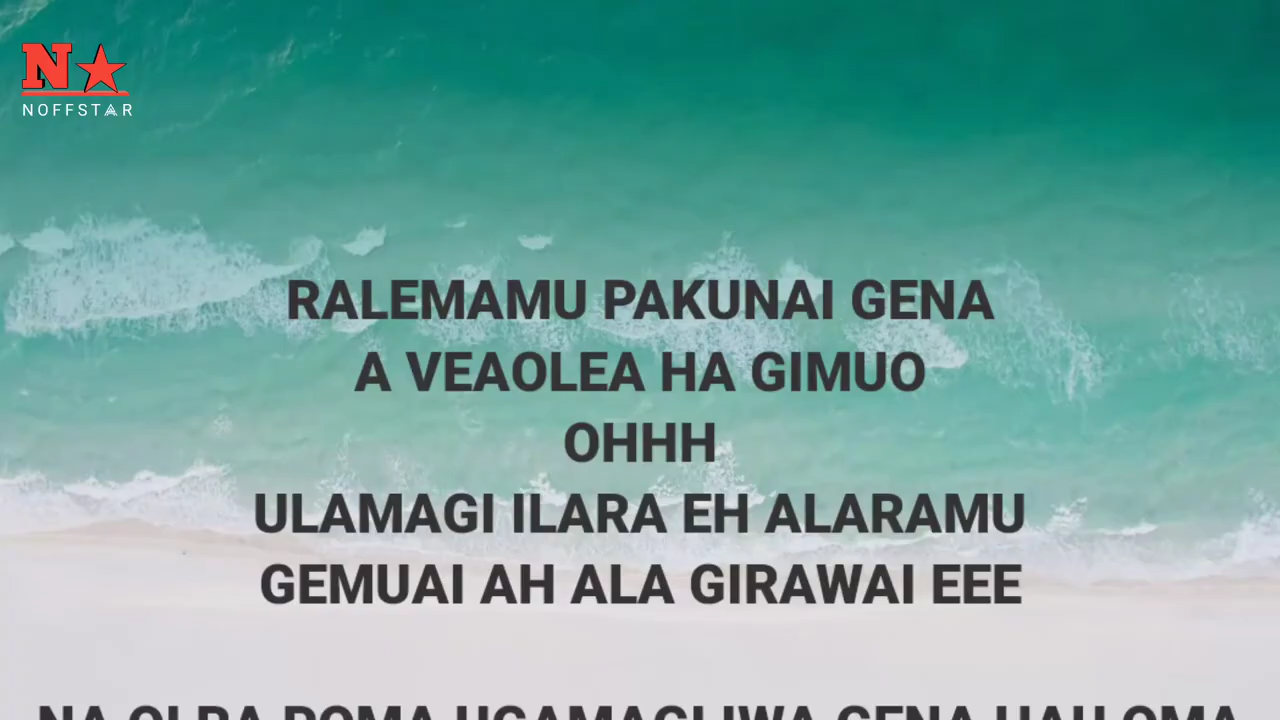 N
NOFFSTAR
RALEMAMU PAKUNAI GENA
A VEAOLEA HA GIMUO
OHHH
ULAMAGI ILARA EH ALARAMU
GEMUAI AH ALA GIRAWAI EEE